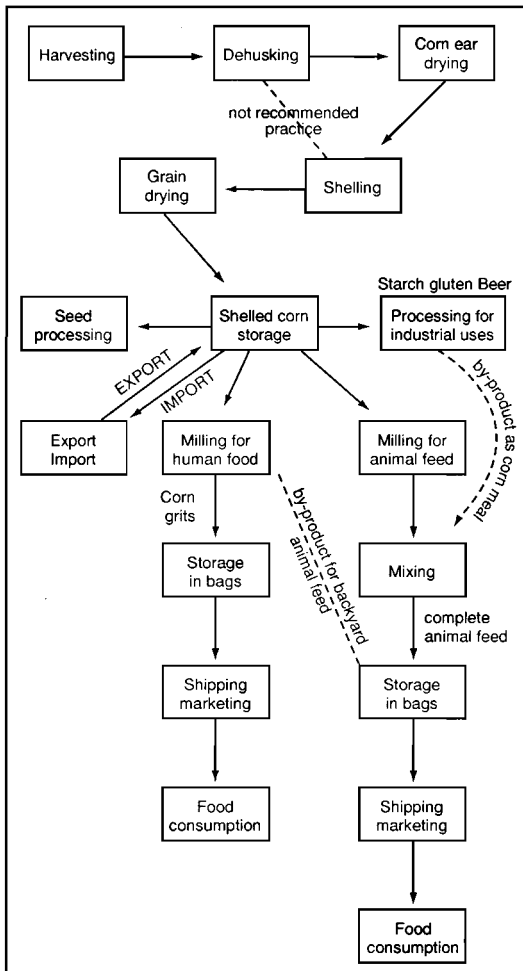 Harvesting
Dehusking
Corn ear
drying
not recommended
practice
Grain
drying
Shelling
Starch gluten Beer
Seed
processing
Shelled corn
storage
Processing for
industrial uses
EXPORT
IMPORT
by-product as corn meal
Export
Import
Milling for
human food
Milling for
animal feed
Corn
grits
by-product for backyard
animal feed
Storage
in bags
Mixing
complete
animal feed
Shipping
marketing
Storage
in bags
Food
consumption
Shipping
marketing
Food
consumption